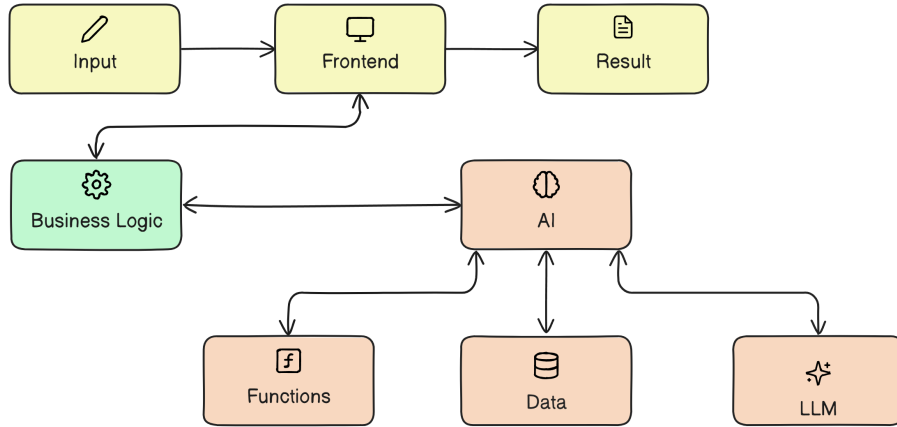 Input
Frontend
Result
Business Logic
AI
Functions
Data
LLM